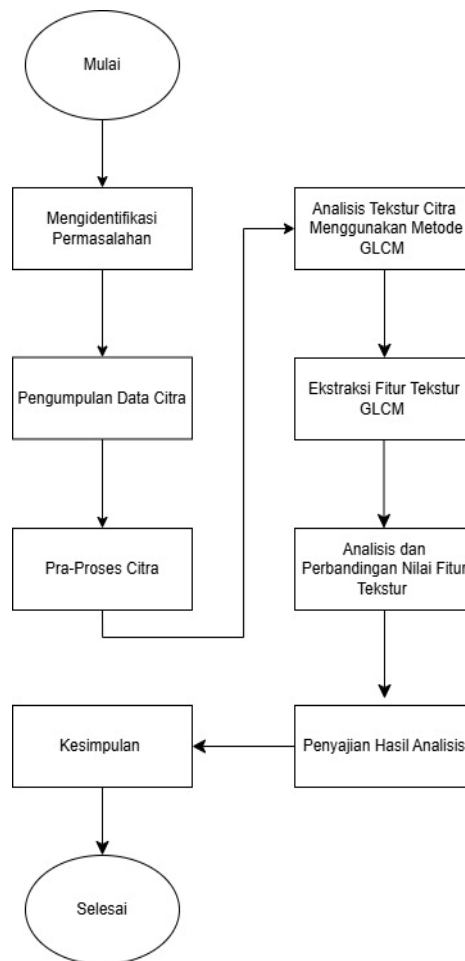 Mulai
Mengidentifikasi
Permasalahan
Pengumpulan Data Citra
Pra-Proses Citra
Analisis Tekstur Citra
Menggunakan Metode
GLCM
Ekstraksi Fitur Tekstur
GLCM
Analisis dan
Perbandingan Nilai Fitur
Tekstur
Penyajian Hasil Analisis
Kesimpulan
Selesai